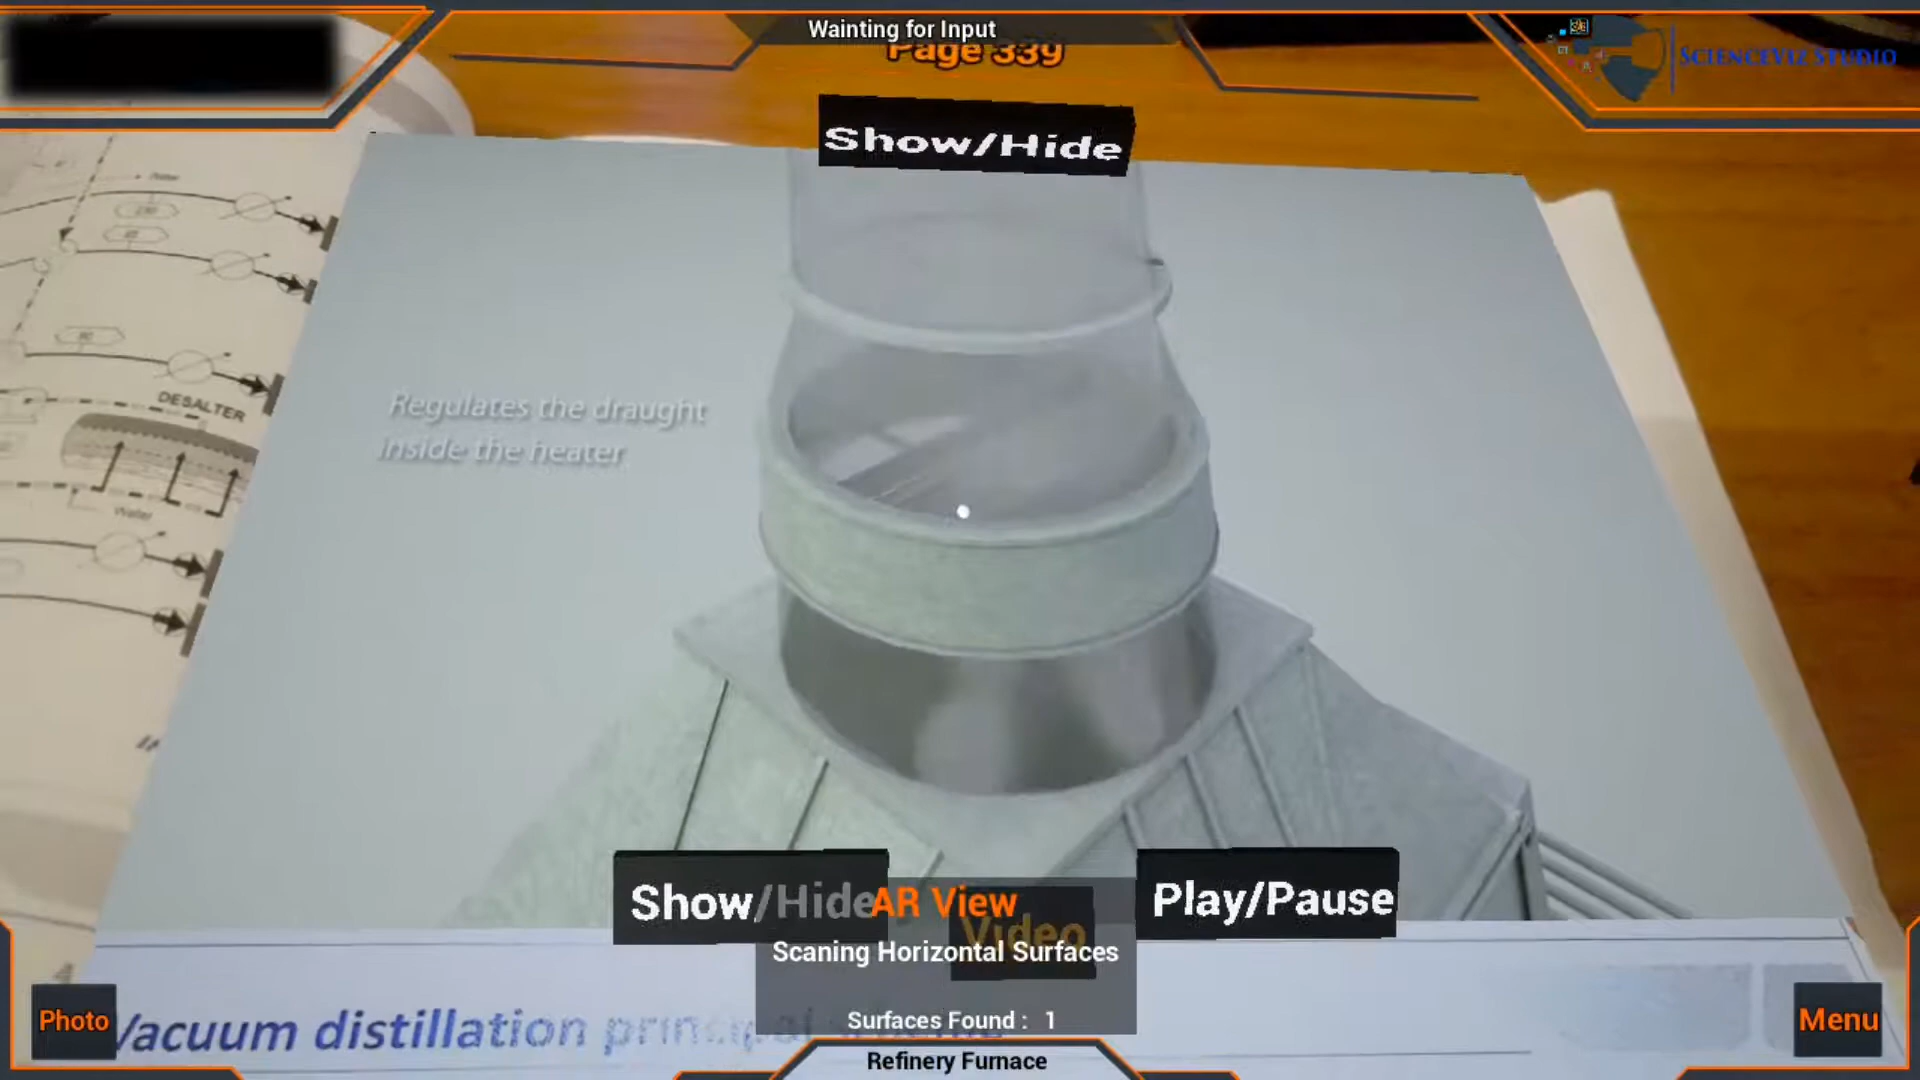 Wainting for Input
Page 339
SCIENCEVIZ STUDIO
Show/Hide
Regulates the draught
inside the heater
DESALTER
Water
Show/Hide
AR View
Play/Pause
Video
Scaning Horizontal Surfaces
Surfaces Found : 1
Photo
Vacuum distillation
Menu
Refinery Furnace